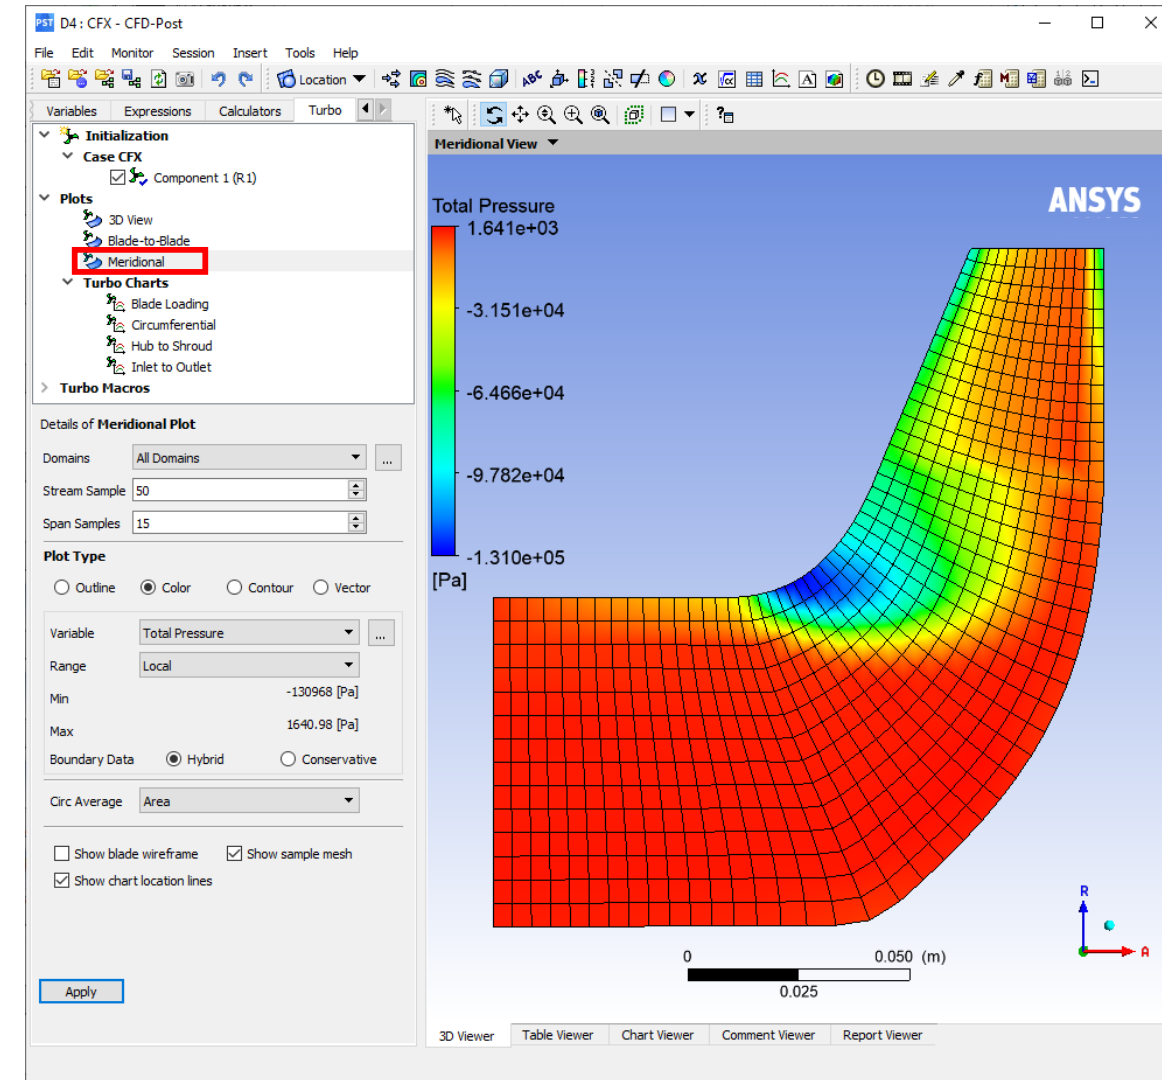 PST D4 : CFX - CFD-Post
File Edit Monitor Session Insert Tools Help
Location
Variables Expressions Calculators Turbo
Initialization
Case CFX
Component 1 (R1)
Plots
3D View
Blade-to-Blade
Meridional
Turbo Charts
Blade Loading
Circumferential
Hub to Shroud
Inlet to Outlet
Turbo Macros
Details of Meridional Plot
Domains All Domains ...
Stream Sample 50
Span Samples 15
Plot Type
Outline Color Contour Vector
Variable Total Pressure ...
Range Local
Min -130968 [Pa]
Max 1640.98 [Pa]
Boundary Data Hybrid Conservative
Circ Average Area
Show blade wireframe Show sample mesh
Show chart location lines
Apply
Meridional View
Total Pressure
1.641e+03
-3.151e+04
-6.466e+04
-9.782e+04
-1.310e+05
[Pa]
ANSYS
R
A
0 0.050 (m)
0.025
3D Viewer Table Viewer Chart Viewer Comment Viewer Report Viewer